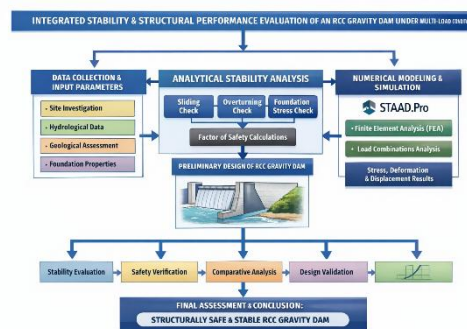 INTEGRATED STABILITY & STRUCTURAL PERFORMANCE EVALUATION OF AN RCC GRAVITY DAM UNDER MULTI-LOAD
DATA COLLECTION &
INPUT PARAMETERS
Site Investigation
Hydrological Data
Geological Assessment
Foundation Properties
ANALYTICAL STABILITY ANALYSIS
Sliding
Check
Overturning
Check
Foundation
Stress Check
Factor of Safety Calculations
PRELIMINARY DESIGN OF RCC GRAVITY DAM
NUMERICAL MODELING &
SIMULATION
STAAD.Pro
• Finite Element Analysis (FEA)
• Load Combinations Analysis
Stress, Deformation
& Displacement Results
Stability Evaluation
Safety Verification
Comparative Analysis
Design Validation
FINAL ASSESSMENT & CONCLUSION:
STRUCTURALLY SAFE & STABLE RCC GRAVITY DAM